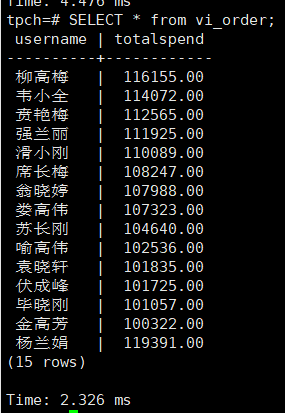 Time: 4.476 ms
tpch=# SELECT * from vi_order;
 username | totalspend
----------+------------
 柳高梅   |  116155.00
 韦小全   |  114072.00
 贲艳梅   |  112565.00
 强兰丽   |  111925.00
 滑小刚   |  110089.00
 席长梅   |  108247.00
 翁晓婷   |  107988.00
 娄高伟   |  107323.00
 苏长刚   |  104640.00
 喻高伟   |  102536.00
 袁晓轩   |  101835.00
 伏成峰   |  101725.00
 毕晓刚   |  101057.00
 金高芳   |  100322.00
 杨兰娟   |  119391.00
(15 rows)

Time: 2.326 ms